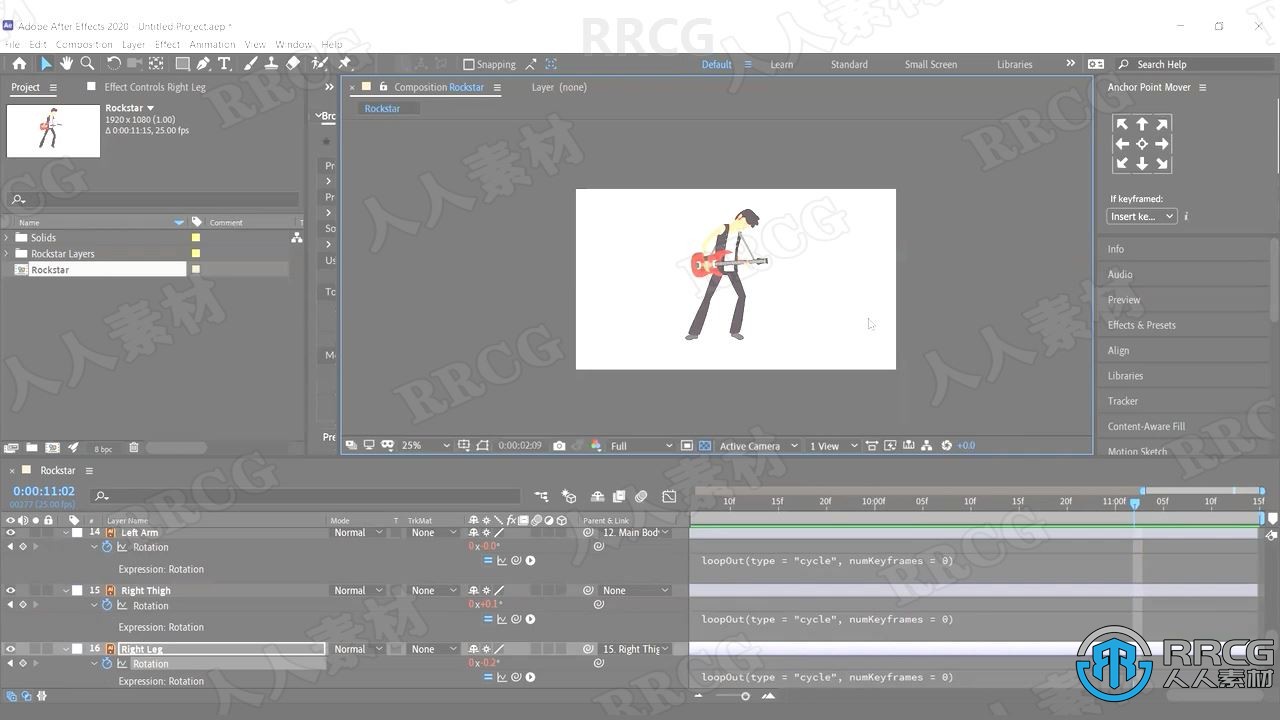 RRCG
Adobe After Effects 2020 - Untitled Project.aep *
File Edit Composition Layer Effect Animation View Window Help
Snapping
Default
Learn
Standard
Small Screen
Libraries
Search Help
Project
Effect Controls Right Leg
Composition Rockstar
Layer (none)
Anchor Point Mover
Rockstar
1920 x 1080 (1.00)
Δ 0:00:11:15, 25.00 fps
Rockstar
If keyframed:
Insert ke...
Name
Comment
Solids
Rockstar Layers
Rockstar
Info
Audio
Preview
Effects & Presets
Align
Libraries
Tracker
Content-Aware Fill
Motion Sketch
8 bpc
25%
0:00:02:09
Full
Active Camera
1 View
+0.0
Rockstar
0:00:11:02
00277 (25.00 fps)
10f 15f 20f 10:00f 05f 10f 15f 20f 11:00f 05f 10f 15f
# Layer Name Mode T TrkMat Parent & Link
14 Left Arm Normal None 12. Main Bod
Rotation 0x-0.0°
Expression: Rotation loopOut(type = "cycle", numKeyframes = 0)
15 Right Thigh Normal None None
Rotation 0x+0.1°
Expression: Rotation loopOut(type = "cycle", numKeyframes = 0)
16 Right Leg Normal None 15. Right Thig
Rotation 0x-0.2°
Expression: Rotation loopOut(type = "cycle", numKeyframes = 0)
RRCG
人人素材